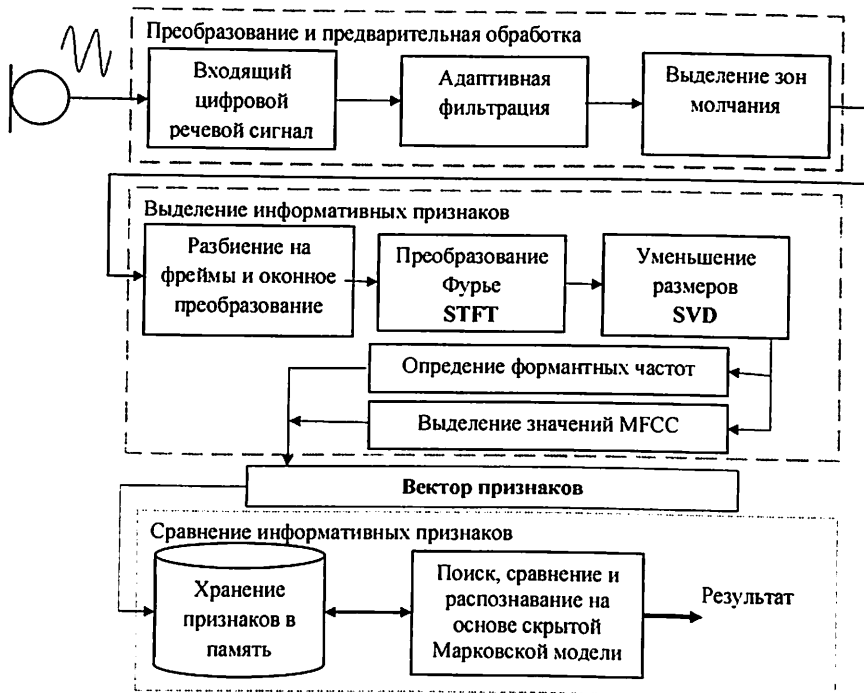 Преобразование и предварительная обработка
Входящий
цифровой
речевой сигнал
Адаптивная
фильтрация
Выделение зон
молчания
Выделение информативных признаков
Разбиение на
фреймы и оконное
преобразование
Преобразование
Фурье
STFT
Уменьшение
размеров
SVD
Опредение формантных частот
Выделение значений MFCC
Вектор признаков
Сравнение информативных признаков
Хранение
признаков в
память
Поиск, сравнение и
распознавание на
основе скрытой
Марковской модели
Результат